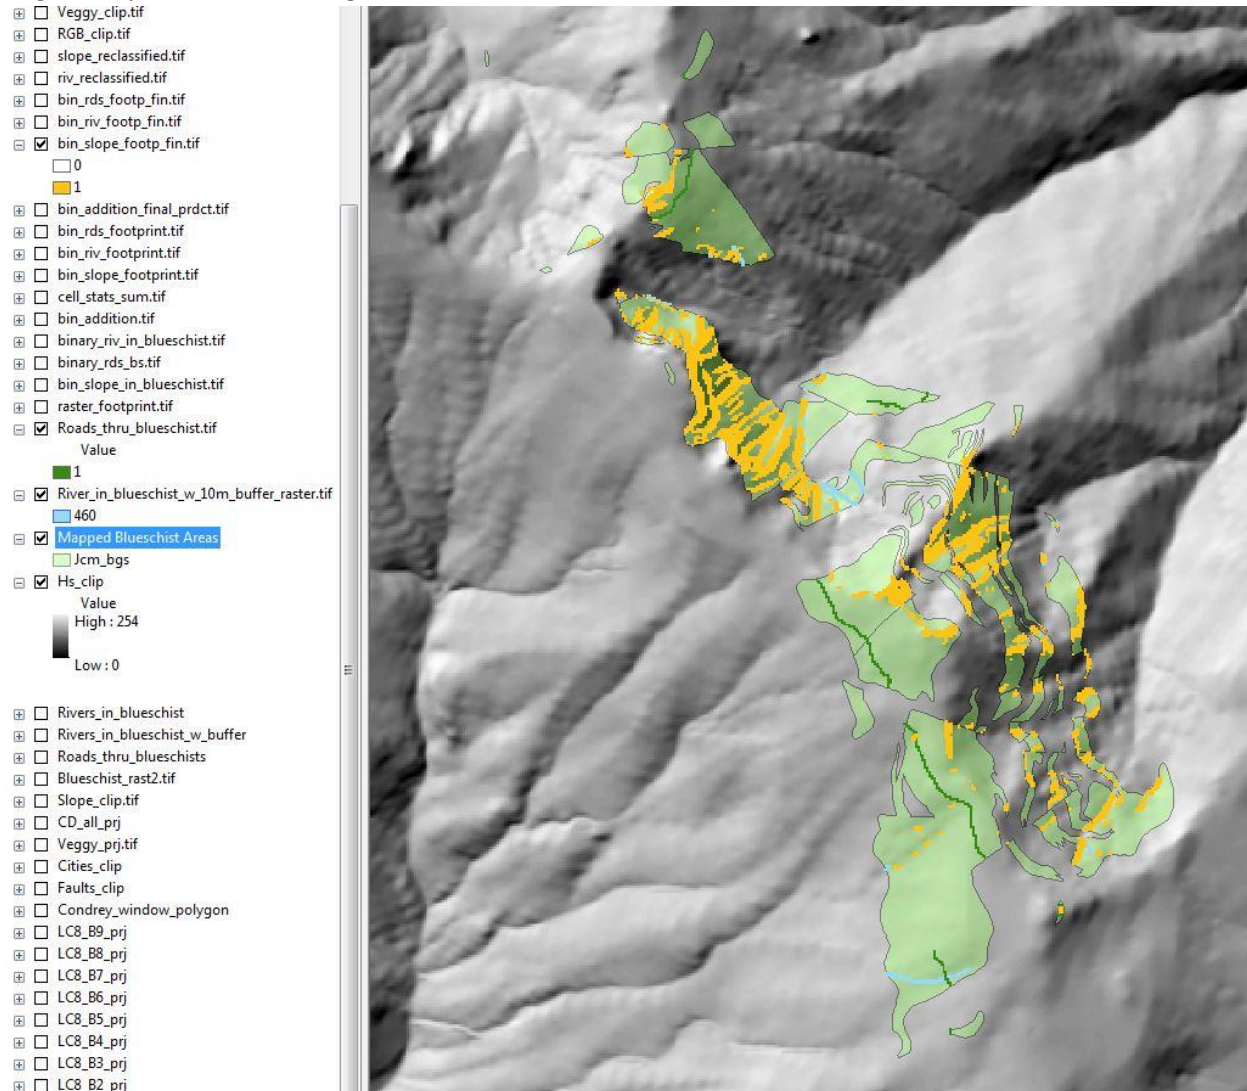 Veggy_clip.tif
RGB_clip.tif
slope_reclassified.tif
riv_reclassified.tif
bin_rds_footp_fin.tif
bin_riv_footp_fin.tif
bin_slope_footp_fin.tif
0
1
bin_addition_final_prdct.tif
bin_rds_footprint.tif
bin_riv_footprint.tif
bin_slope_footprint.tif
cell_stats_sum.tif
bin_addition.tif
binary_riv_in_blueschist.tif
binary_rds_bs.tif
bin_slope_in_blueschist.tif
raster_footprint.tif
Roads_thru_blueschist.tif
Value
1
River_in_blueschist_w_10m_buffer_raster.tif
460
Mapped Blueschist Areas
Jcm_bgs
Hs_clip
Value
High : 254
Low : 0
Rivers_in_blueschist
Rivers_in_blueschist_w_buffer
Roads_thru_blueschists
Blueschist_rast2.tif
Slope_clip.tif
CD_all_prj
Veggy_prj.tif
Cities_clip
Faults_clip
Condrey_window_polygon
LC8_B9_prj
LC8_B8_prj
LC8_B7_prj
LC8_B6_prj
LC8_B5_prj
LC8_B4_prj
LC8_B3_prj
LC8_B2_prj